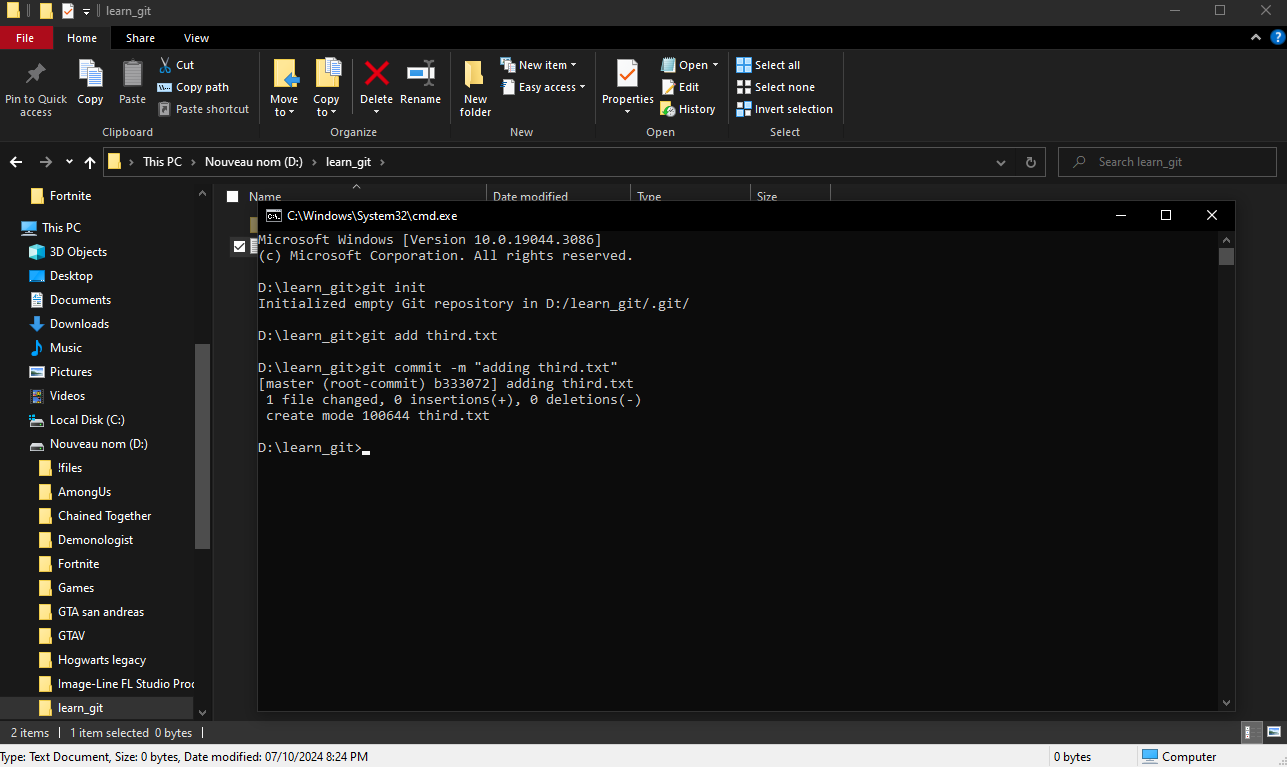 learn_git
File Home Share View
Pin to Quick access
Copy
Paste
Cut
Copy path
Paste shortcut
Clipboard
Move to
Copy to
Delete
Rename
Organize
New folder
New item
Easy access
New
Properties
Open
Edit
History
Open
Select all
Select none
Invert selection
Select
This PC > Nouveau nom (D:) > learn_git >
Search learn_git
Name Date modified Type Size
Fortnite
This PC
3D Objects
Desktop
Documents
Downloads
Music
Pictures
Videos
Local Disk (C:)
Nouveau nom (D:)
!files
AmongUs
Chained Together
Demonologist
Fortnite
Games
GTA san andreas
GTAV
Hogwarts legacy
Image-Line FL Studio Prod
learn_git
C:\Windows\System32\cmd.exe
Microsoft Windows [Version 10.0.19044.3086]
(c) Microsoft Corporation. All rights reserved.
D:\learn_git>git init
Initialized empty Git repository in D:/learn_git/.git/
D:\learn_git>git add third.txt
D:\learn_git>git commit -m "adding third.txt"
[master (root-commit) b333072] adding third.txt
1 file changed, 0 insertions(+), 0 deletions(-)
create mode 100644 third.txt
D:\learn_git>
2 items 1 item selected 0 bytes
Type: Text Document, Size: 0 bytes, Date modified: 07/10/2024 8:24 PM 0 bytes Computer